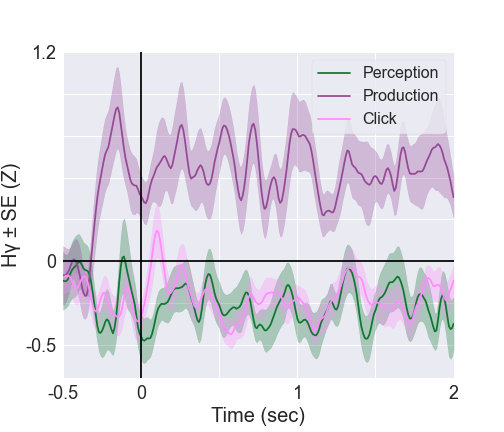 1.2
Perception
Production
Click
Hγ ± SE (Z)
0
-0.5
-0.5
0
1
2
Time (sec)